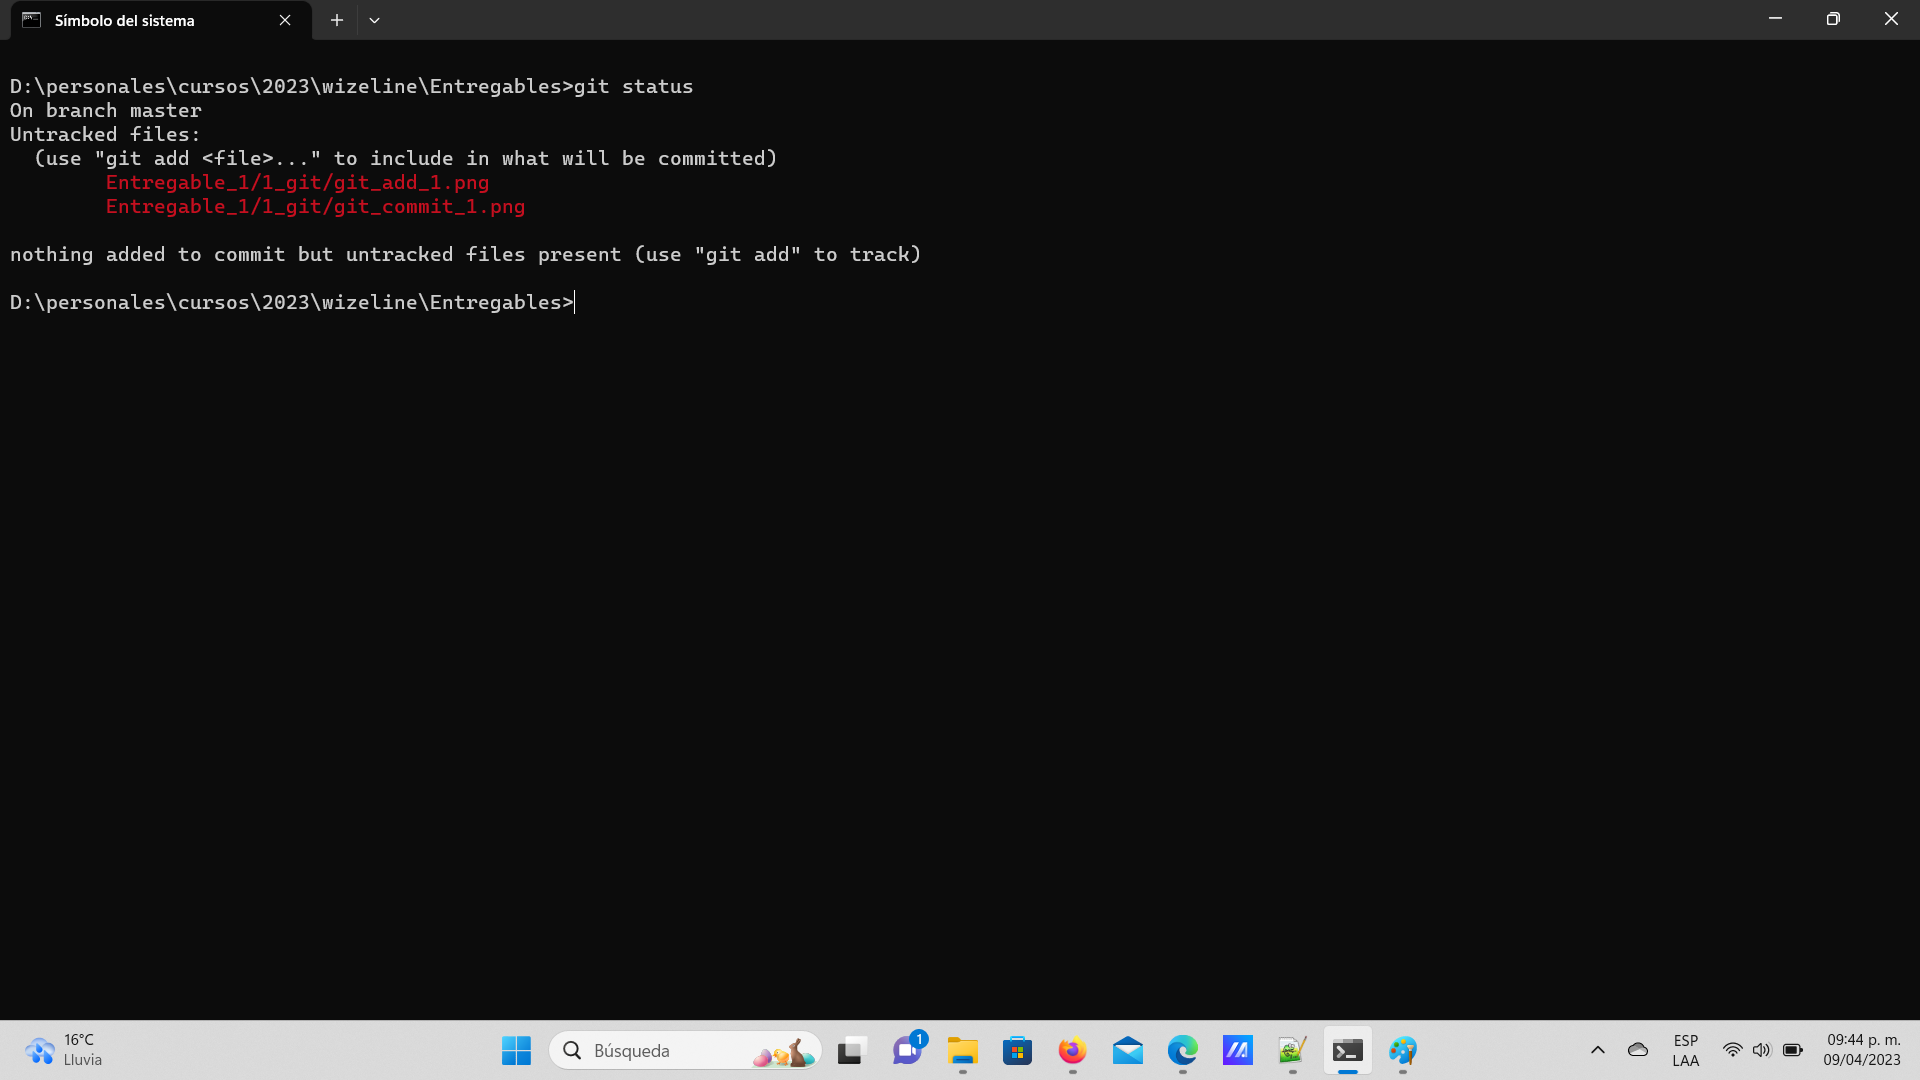 Símbolo del sistema
D:\personales\cursos\2023\wizeline\Entregables>git status
On branch master
Untracked files:
  (use "git add <file>..." to include in what will be committed)
        Entregable_1/1_git/git_add_1.png
        Entregable_1/1_git/git_commit_1.png
nothing added to commit but untracked files present (use "git add" to track)
D:\personales\cursos\2023\wizeline\Entregables>
16°C
Lluvia
Búsqueda
1
ESP
LAA
09:44 p. m.
09/04/2023